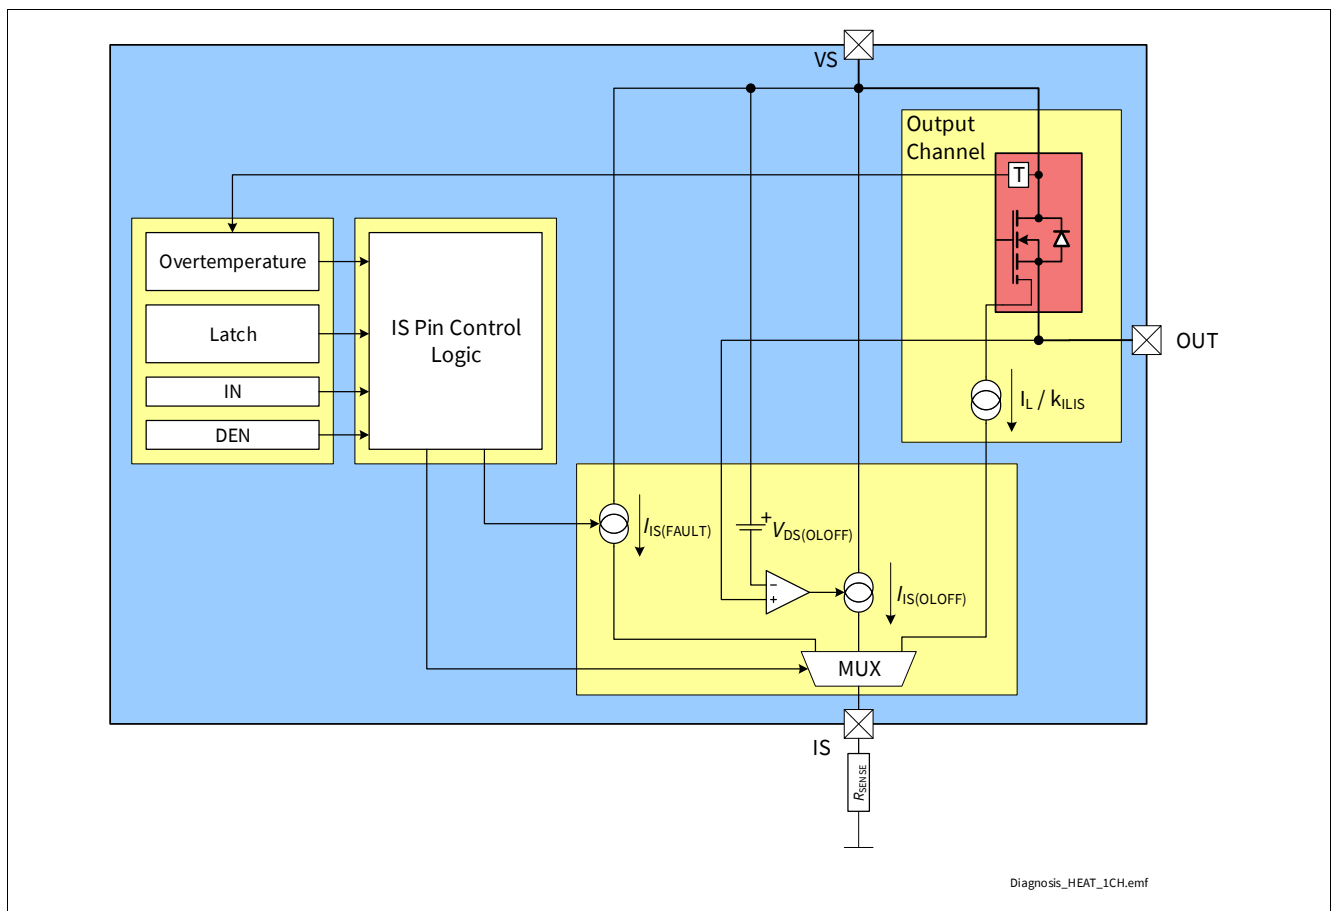 VS
Output
Channel
T
Overtemperature
Latch
IN
DEN
IS Pin Control
Logic
OUT
IL / kILIS
IIS(FAULT)
+
VDS(OLOFF)
−
+
IIS(OLOFF)
MUX
IS
RSENSE
Diagnosis_HEAT_1CH.emf